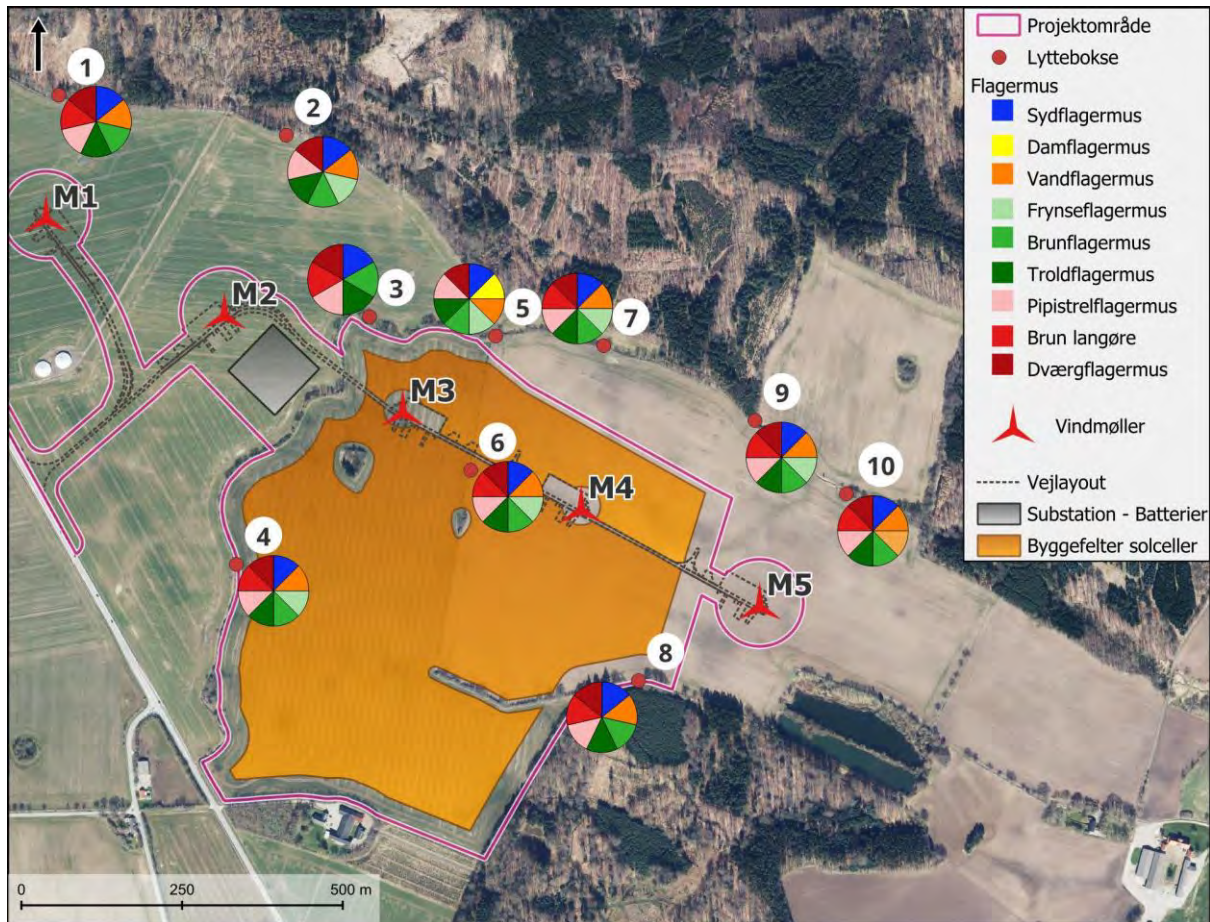 1
2
M1
M2
3
5
7
M3
9
6
10
M4
4
M5
8
0 250 500 m
Projektområde
Lyttebokse
Flagermus
Sydflagermus
Damflagermus
Vandflagermus
Frynseflagermus
Brunflagermus
Troldflagermus
Pipistrelflagermus
Brun langøre
Dværgflagermus
Vindmøller
Vejlayout
Substation - Batterier
Byggefelter solceller